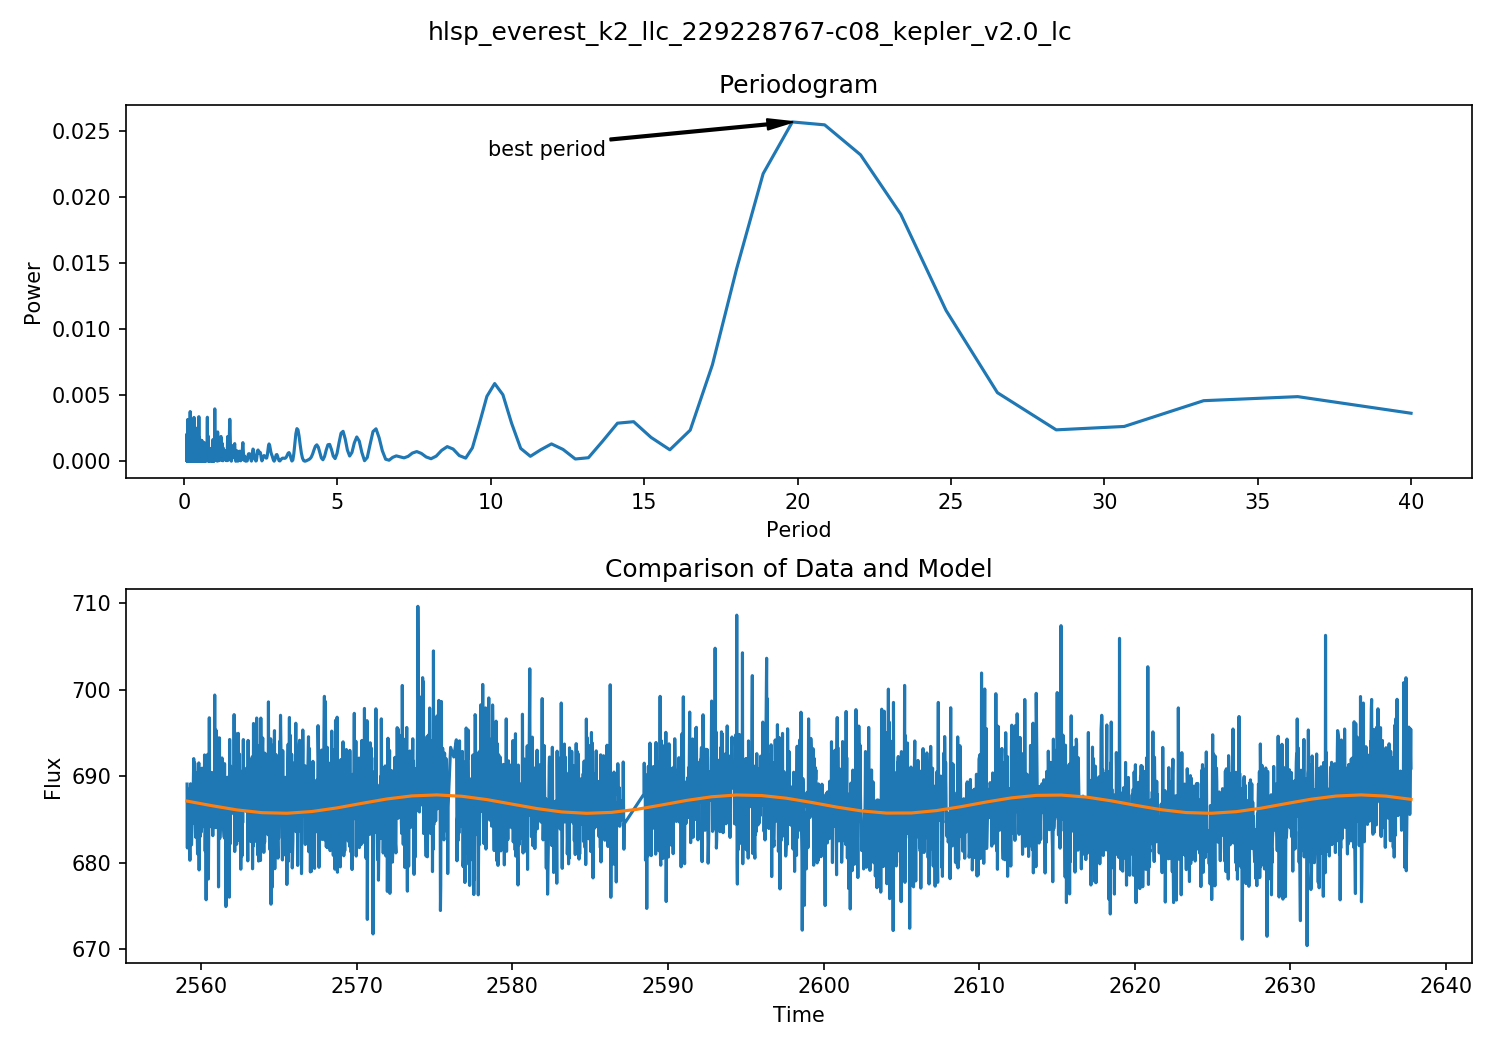 hlsp_everest_k2_llc_229228767-c08_kepler_v2.0_lc
Periodogram
0.025
0.020
0.015
0.010
0.005
0.000
Power
best period
0 5 10 15 20 25 30 35 40
Period
Comparison of Data and Model
710
700
690
680
670
Flux
2560 2570 2580 2590 2600 2610 2620 2630 2640
Time